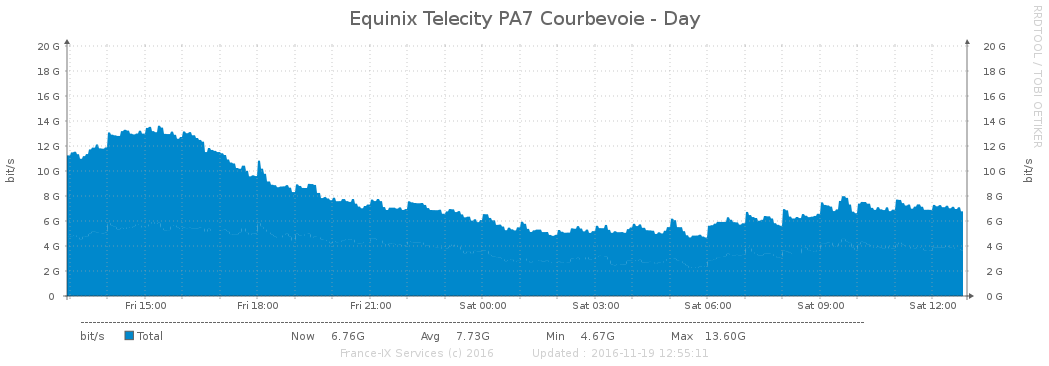 Equinix Telecity PA7 Courbevoie - Day
RRDTOOL / TOBI OETIKER
bit/s
20 G 20 G
18 G 18 G
16 G 16 G
14 G 14 G
12 G 12 G
10 G 10 G
8 G 8 G
6 G 6 G
4 G 4 G
2 G 2 G
0 0 G
bit/s
Fri 15:00 Fri 18:00 Fri 21:00 Sat 00:00 Sat 03:00 Sat 06:00 Sat 09:00 Sat 12:00
bit/s Total Now 6.76G Avg 7.73G Min 4.67G Max 13.60G
France-IX Services (c) 2016 Updated : 2016-11-19 12:55:11